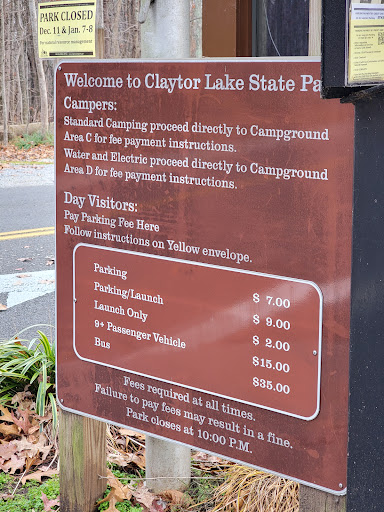 PARK CLOSED
Dec. 11 & Jan. 7-8
For natural resource management
Welcome to Claytor Lake State Pa
Campers:
Standard Camping proceed directly to Campground
Area C for fee payment instructions.
Water and Electric proceed directly to Campground
Area D for fee payment instructions.
Day Visitors:
Pay Parking Fee Here
Follow instructions on Yellow envelope.
Parking $ 7.00
Parking/Launch $ 9.00
Launch Only $ 2.00
9+ Passenger Vehicle $15.00
Bus $35.00
Fees required at all times.
Failure to pay fees may result in a fine.
Park closes at 10:00 P.M.